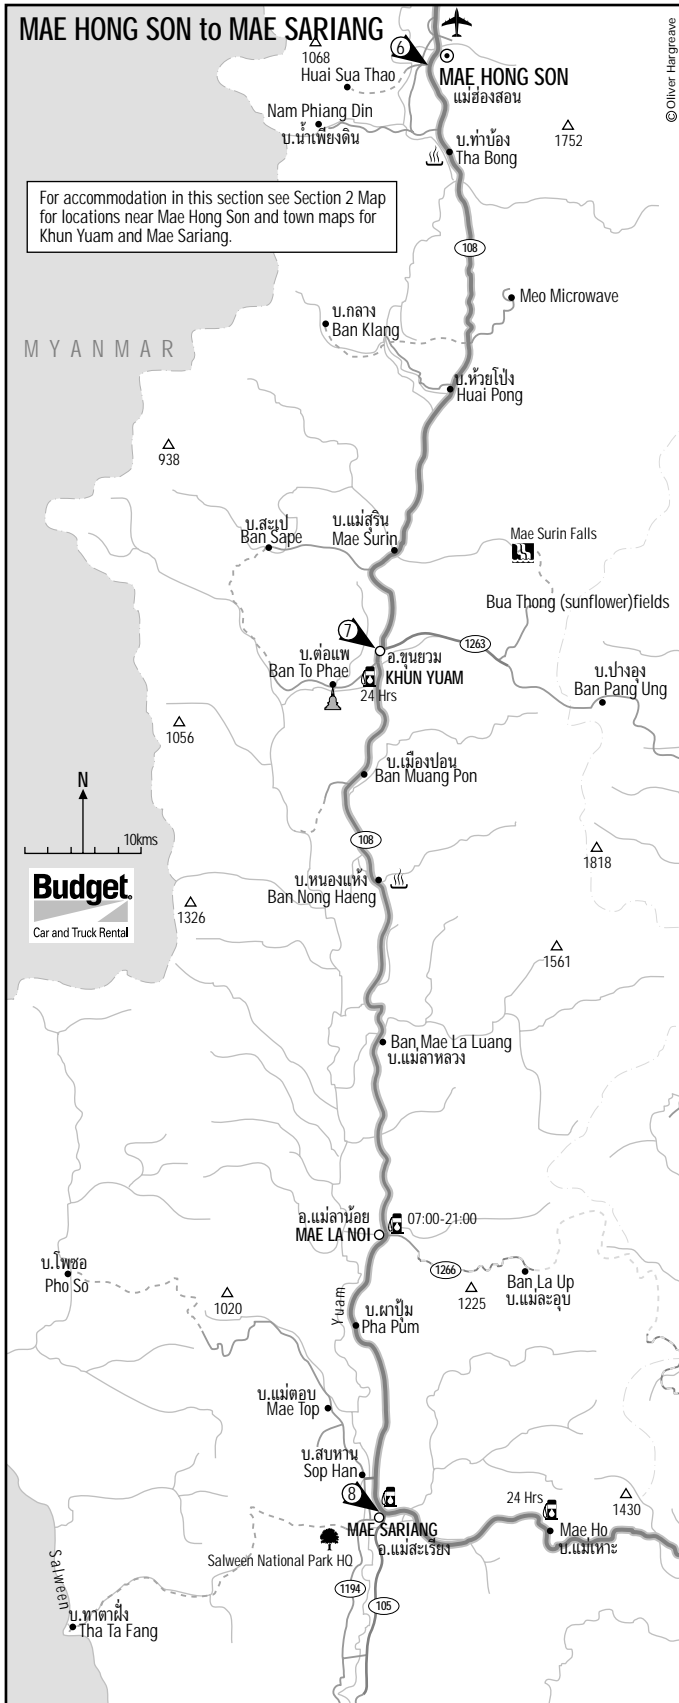 MAE HONG SON to MAE SARIANG
©Oliver Hargreave
6
1068
Huai Sua Thao
MAE HONG SON
แม่ฮ่องสอน
Nam Phiang Din
บ.น้ำเพียงดิน
บ.ท่าบ้อง
Tha Bong
1752
For accommodation in this section see Section 2 Map
for locations near Mae Hong Son and town maps for
Khun Yuam and Mae Sariang.
108
Meo Microwave
บ.กลาง
Ban Klang
MYANMAR
บ.ห้วยโป่ง
Huai Pong
938
บ.สะเป
Ban Sape
บ.แม่สุริน
Mae Surin
Mae Surin Falls
Bua Thong (sunflower)fields
7
1263
อ.ขุนยวม
KHUN YUAM
24 Hrs
บ.ต่อแพ
Ban To Phae
บ.ปางอุง
Ban Pang Ung
1056
บ.เมืองปอน
Ban Muang Pon
N
10kms
108
1818
Budget
Car and Truck Rental
บ.หนองแห้ง
Ban Nong Haeng
1326
1561
Ban Mae La Luang
บ.แม่ลาหลวง
อ.แม่ลาน้อย
MAE LA NOI
07:00-21:00
บ.โพซอ
Pho So
1266
Ban La Up
บ.แม่ละอุบ
1225
1020
Yuam
บ.ผาปุ้ม
Pha Pum
บ.แม่ตอบ
Mae Top
บ.สบหาน
Sop Han
8
24 Hrs
1430
MAE SARIANG
อ.แม่สะเรียง
Mae Ho
บ.แม่เหาะ
Salween National Park HQ
Salween
1194
105
บ.ทาตาฝั่ง
Tha Ta Fang